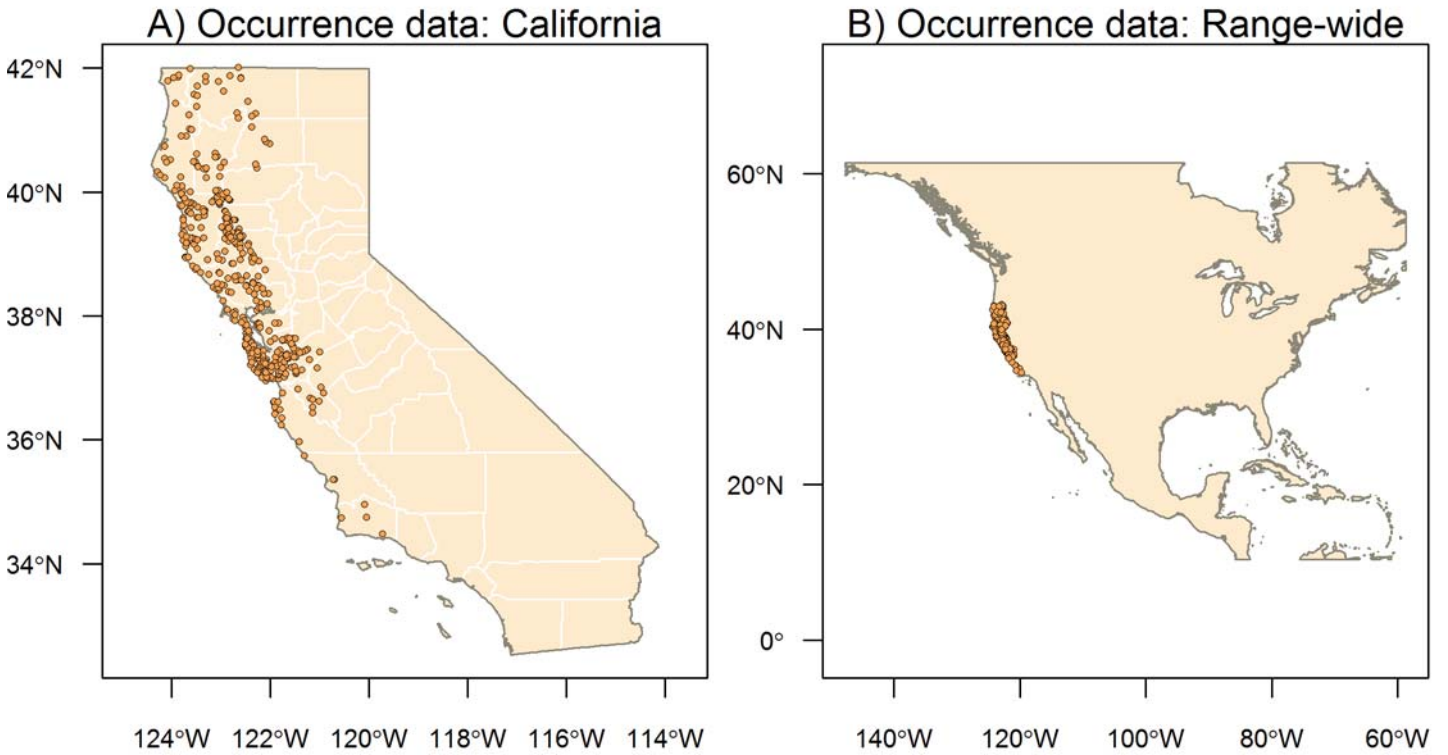 A) Occurrence data: California
42°N
40°N
38°N
36°N
34°N
124°W 122°W 120°W 118°W 116°W 114°W
B) Occurrence data: Range-wide
60°N
40°N
20°N
0°
140°W 120°W 100°W 80°W 60°W